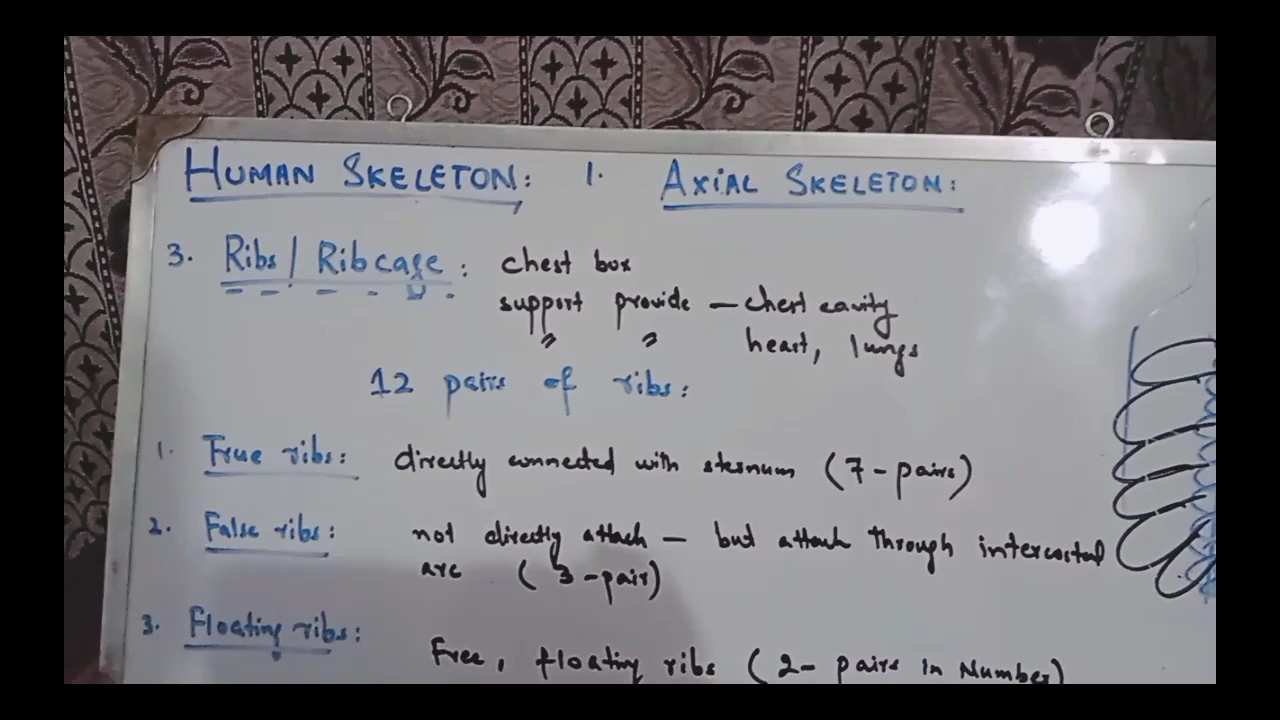 HUMAN SKELETON: 1. AXIAL SKELETON:
3. Ribs / Ribcage: chest box
support provide — chest cavity
" " heart, lungs
12 pairs of ribs:
1. True ribs: directly connected with sternum (7-pairs)
2. False ribs: not directly attach — but attach through intercostal
arc (3-pair)
3. Floating ribs:
Free, floating ribs (2- pairs in Number)